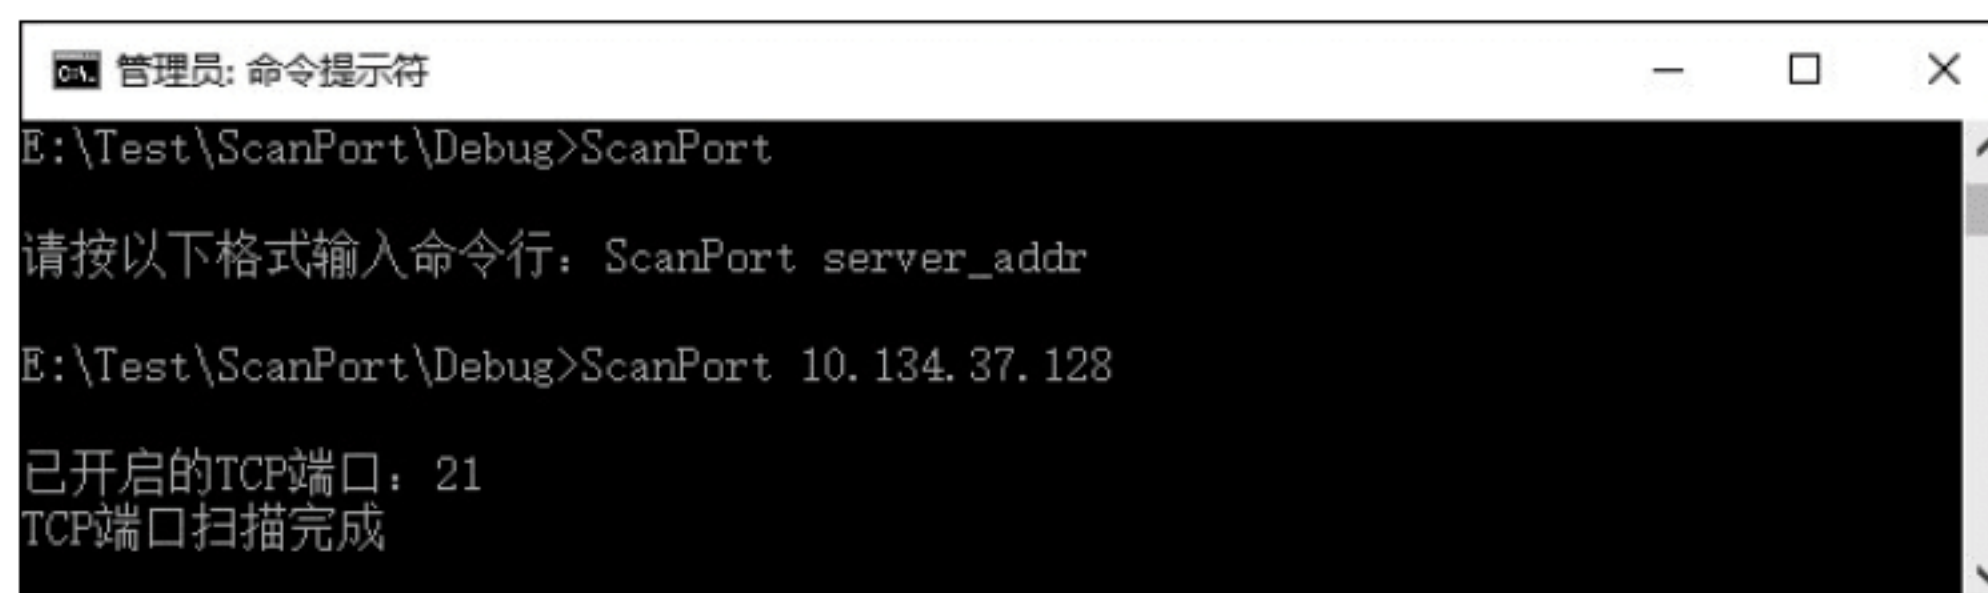 管理员: 命令提示符
E:\Test\ScanPort\Debug>ScanPort
请按以下格式输入命令行：ScanPort server_addr
E:\Test\ScanPort\Debug>ScanPort 10.134.37.128
已开启的TCP端口：21
TCP端口扫描完成